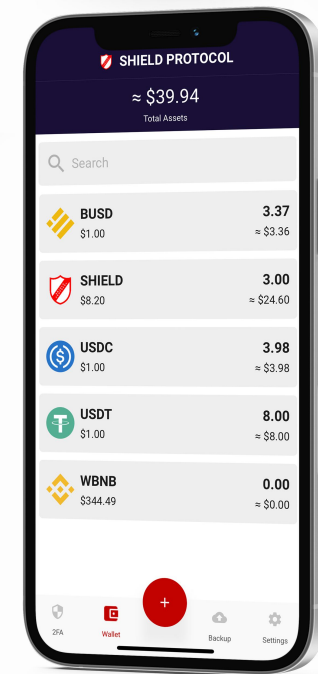 SHIELD PROTOCOL
≈ $39.94
Total Assets
Search
BUSD 3.37
$1.00 ≈ $3.36
SHIELD 3.00
$8.20 ≈ $24.60
USDC 3.98
$1.00 ≈ $3.98
USDT 8.00
$1.00 ≈ $8.00
WBNB 0.00
$344.49 ≈ $0.00
+
2FA Wallet Backup Settings